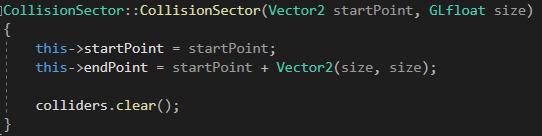 CollisionSector::CollisionSector(Vector2 startPoint, GLfloat size)
{
    this->startPoint = startPoint;
    this->endPoint = startPoint + Vector2(size, size);

    colliders.clear();
}